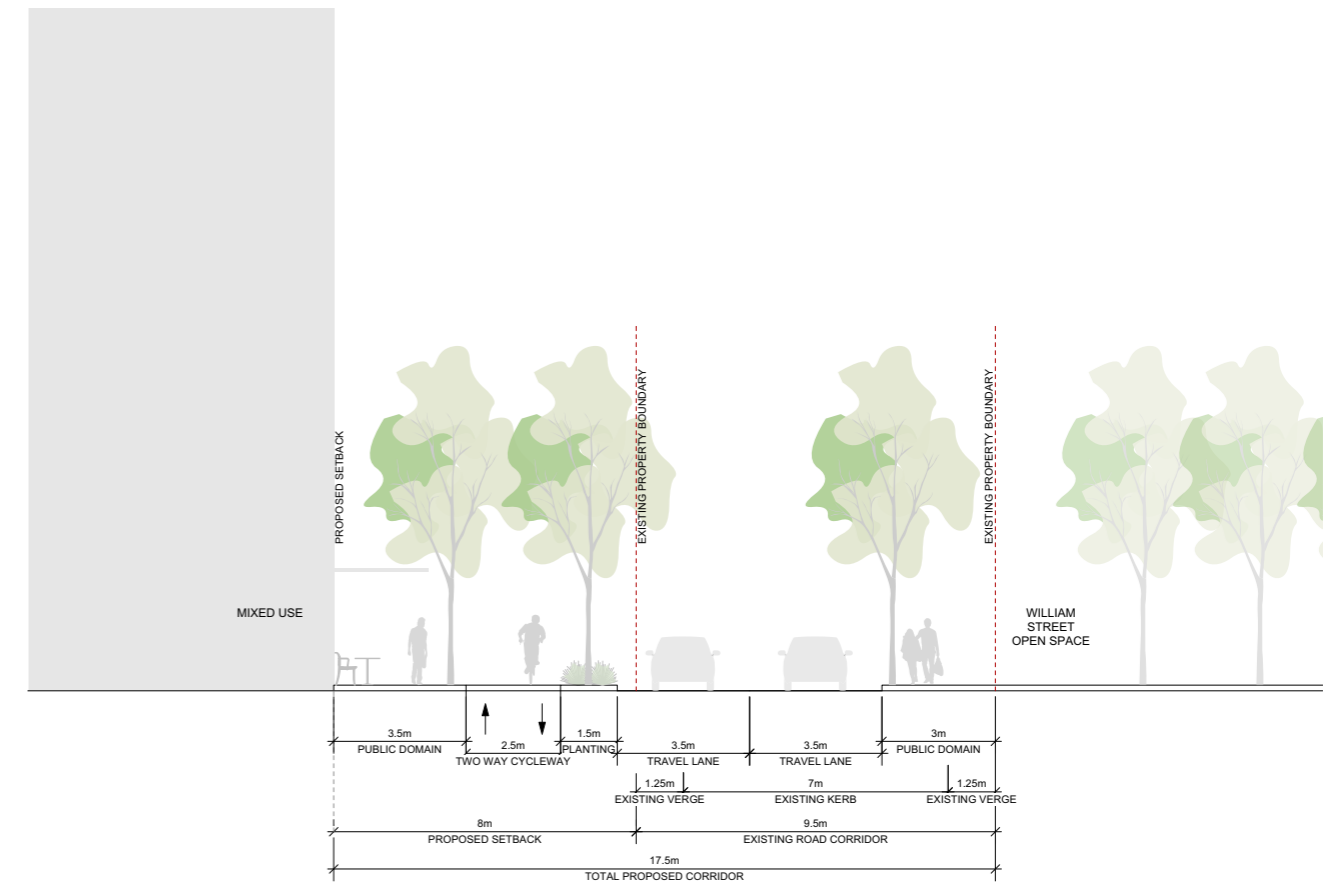 PROPOSED SETBACK
EXISTING PROPERTY BOUNDARY
EXISTING PROPERTY BOUNDARY
MIXED USE
WILLIAM
STREET
OPEN SPACE
3.5m
PUBLIC DOMAIN
2.5m
TWO WAY CYCLEWAY
1.5m
PLANTING
3.5m
TRAVEL LANE
3.5m
TRAVEL LANE
3m
PUBLIC DOMAIN
1.25m
EXISTING VERGE
7m
EXISTING KERB
1.25m
EXISTING VERGE
8m
PROPOSED SETBACK
9.5m
EXISTING ROAD CORRIDOR
17.5m
TOTAL PROPOSED CORRIDOR